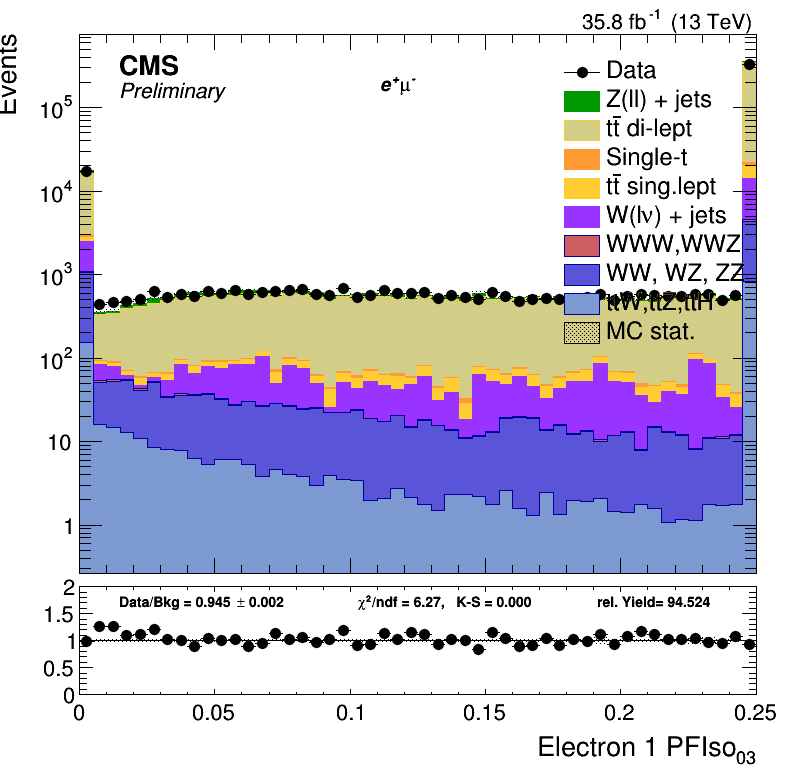 35.8 fb⁻¹ (13 TeV)
Events
CMS
Preliminary
e⁺μ⁻
Data
Z(ll) + jets
tt̄ di-lept
Single-t
tt̄ sing.lept
W(lν) + jets
WWW,WWZ
WW, WZ, ZZ
ttW,ttZ,ttH
MC stat.
10⁵
10⁴
10³
10²
10
1
Data/Bkg = 0.945 ± 0.002
χ²/ndf = 6.27, K-S = 0.000
rel. Yield= 94.524
2
1.5
1
0.5
0
0 0.05 0.1 0.15 0.2 0.25
Electron 1 PFIso₀₃